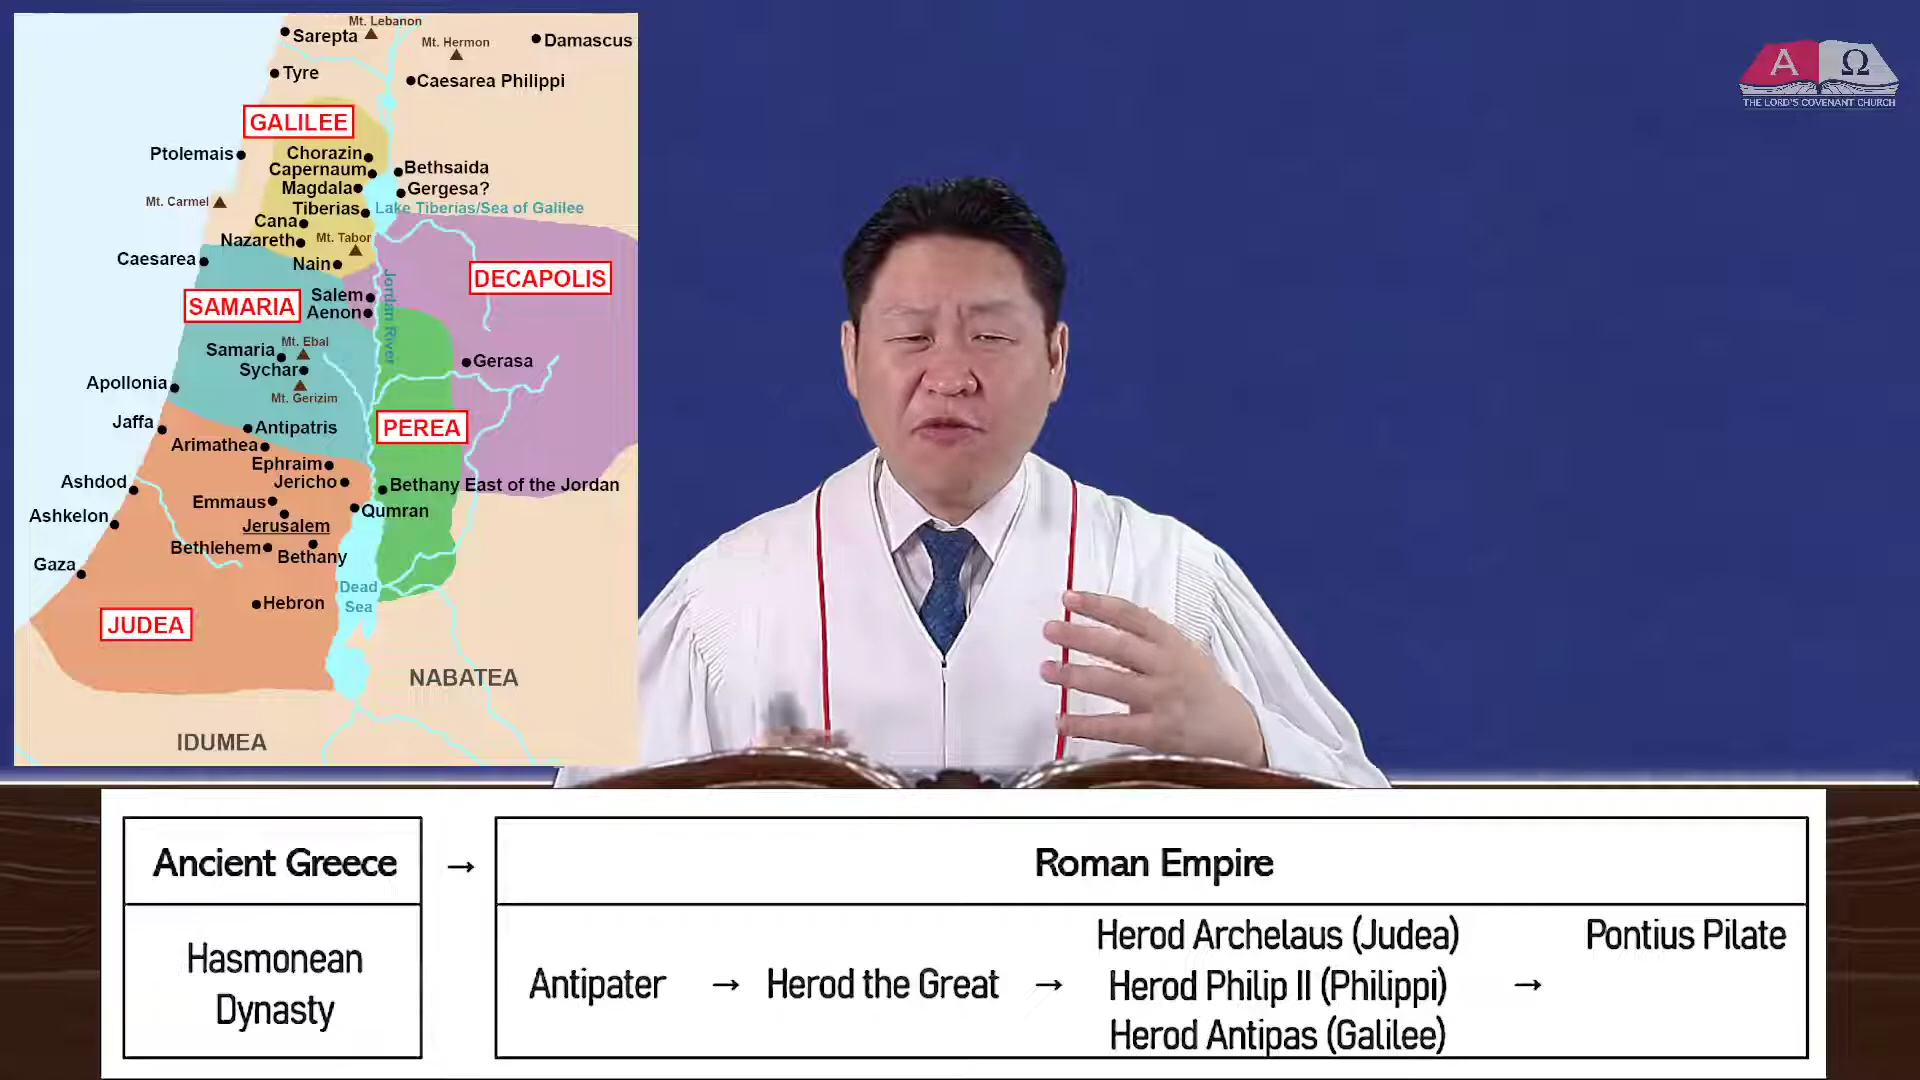 Mt. Lebanon
Sarepta
Mt. Hermon
Damascus
Tyre
Caesarea Philippi
GALILEE
Ptolemais
Chorazin
Capernaum
Bethsaida
Magdala
Gergesa?
Mt. Carmel
Tiberias
Lake Tiberias/Sea of Galilee
Cana
Nazareth
Mt. Tabor
Caesarea
Nain
DECAPOLIS
Jordan River
SAMARIA
Salem
Aenon
Mt. Ebal
Samaria
Sychar
Gerasa
Apollonia
Mt. Gerizim
Jaffa
Antipatris
PEREA
Arimathea
Ephraim
Jericho
Ashdod
Bethany East of the Jordan
Emmaus
Qumran
Ashkelon
Jerusalem
Bethlehem
Bethany
Gaza
Dead
Sea
Hebron
JUDEA
NABATEA
IDUMEA
Α Ω
THE LORD'S COVENANT CHURCH
Ancient Greece → Roman Empire
Hasmonean
Dynasty
Antipater → Herod the Great →
Herod Archelaus (Judea)
Herod Philip II (Philippi)
Herod Antipas (Galilee)
→
Pontius Pilate